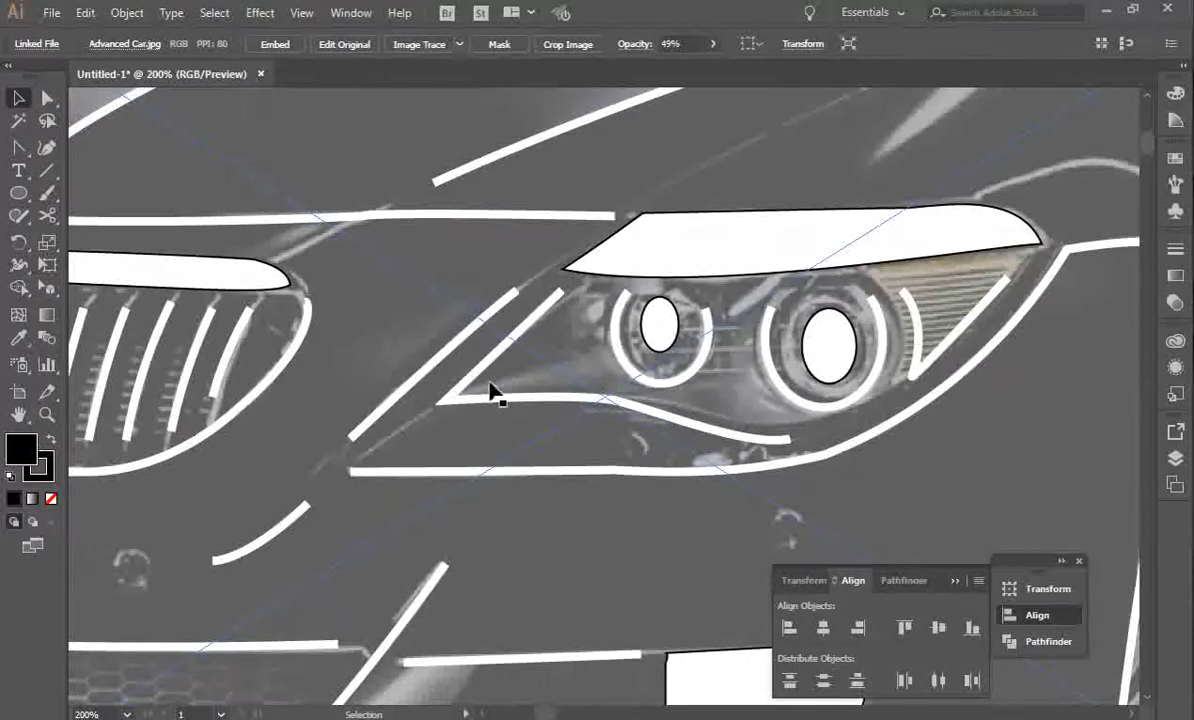 Ai File Edit Object Type Select Effect View Window Help Br St Essentials Search Adobe Stock
Linked File Advanced Car.jpg RGB PPI: 80 Embed Edit Original Image Trace Mask Crop Image Opacity: 49% Transform
Untitled-1* @ 200% (RGB/Preview)
Transform Align Pathfinder
Align Objects:
Distribute Objects:
Transform
Align
Pathfinder
200% 1 Selection